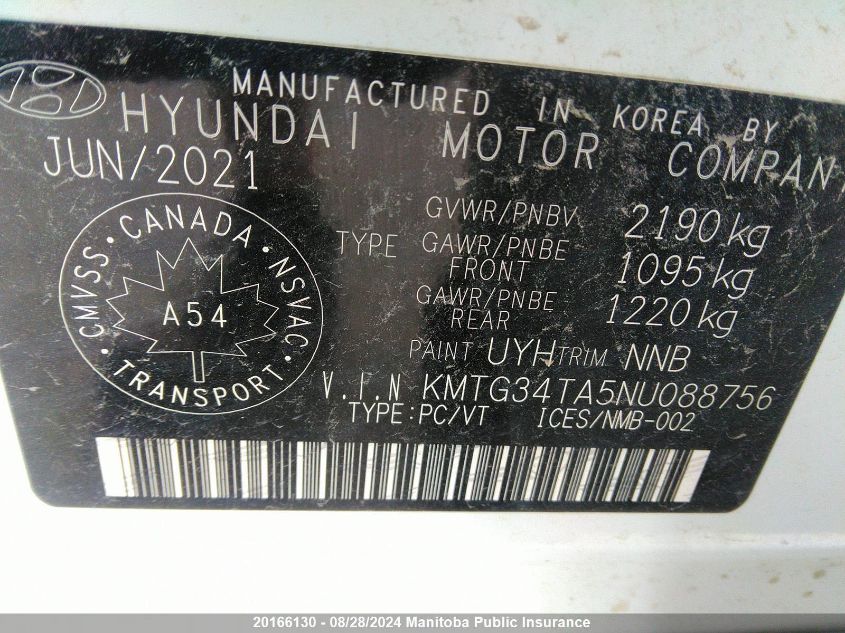 MANUFACTURED IN KOREA BY
HYUNDAI MOTOR COMPANY
JUN/2021
GVWR/PNBV 2190 kg
TYPE GAWR/PNBE FRONT 1095 kg
GAWR/PNBE REAR 1220 kg
PAINT UYH TRIM NNB
V.I.N KMTG34TA5NU088756
TYPE:PC/VT ICES/NMB-002
CMVSS · CANADA · NSVAC · TRANSPORT ·
A54
20166130 - 08/28/2024 Manitoba Public Insurance